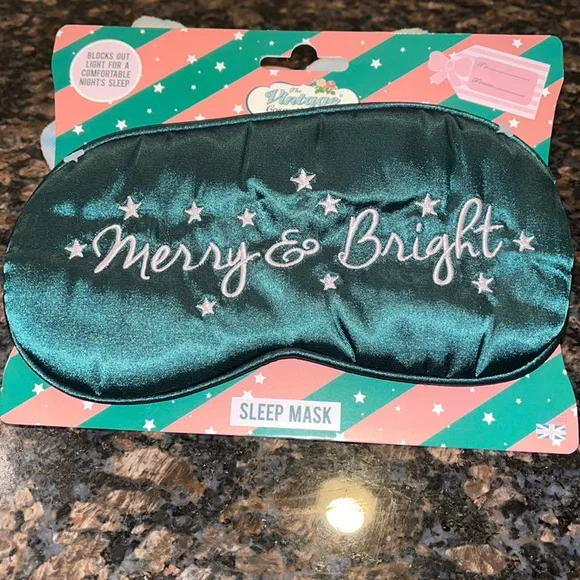 BLOCKS OUT
LIGHT FOR A
COMFORTABLE
NIGHT'S SLEEP
The
Vintage
Merry & Bright
SLEEP MASK